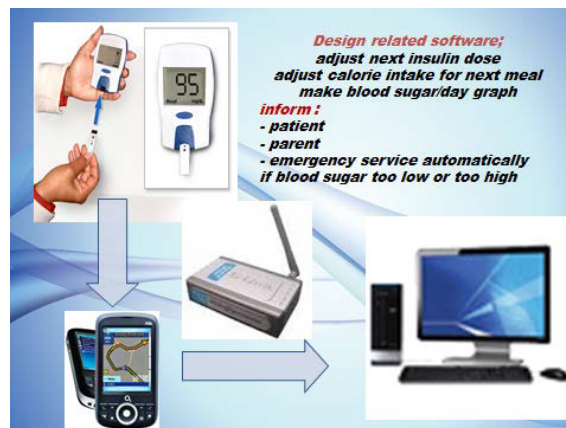 Design related software;
adjust next insulin dose
adjust calorie intake for next meal
make blood sugar/day graph
inform :
- patient
- parent
- emergency service automatically
if blood sugar too low or too high
95
O₂